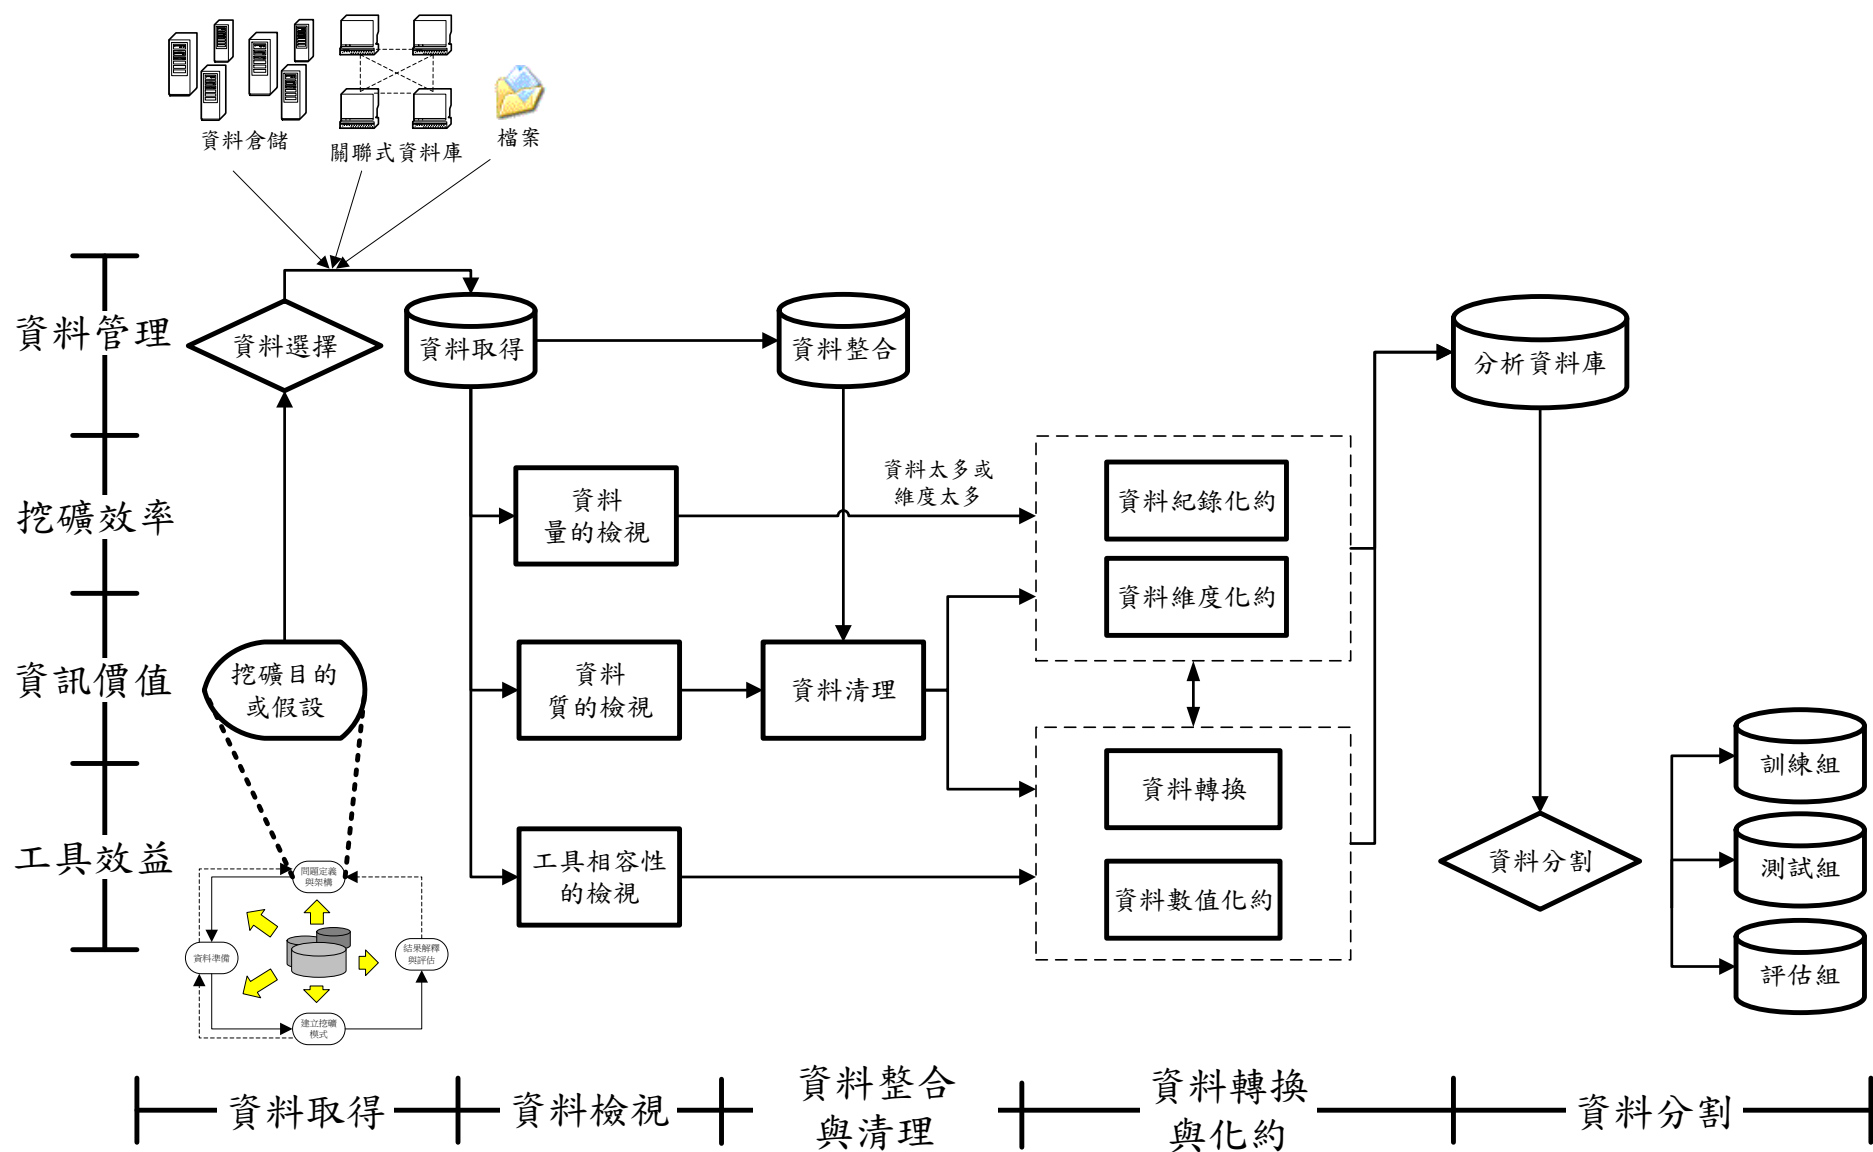 資料倉儲
關聯式資料庫
檔案
資料管理
挖礦效率
資訊價值
工具效益
資料選擇
資料取得
資料整合
分析資料庫
資料
量的檢視
資料太多或
維度太多
資料紀錄化約
資料維度化約
挖礦目的
或假設
資料
質的檢視
資料清理
資料轉換
資料數值化約
工具相容性
的檢視
資料分割
訓練組
測試組
評估組
問題定義
與架構
資料準備
結果解釋
與評估
建立挖礦
模式
資料取得
資料檢視
資料整合
與清理
資料轉換
與化約
資料分割